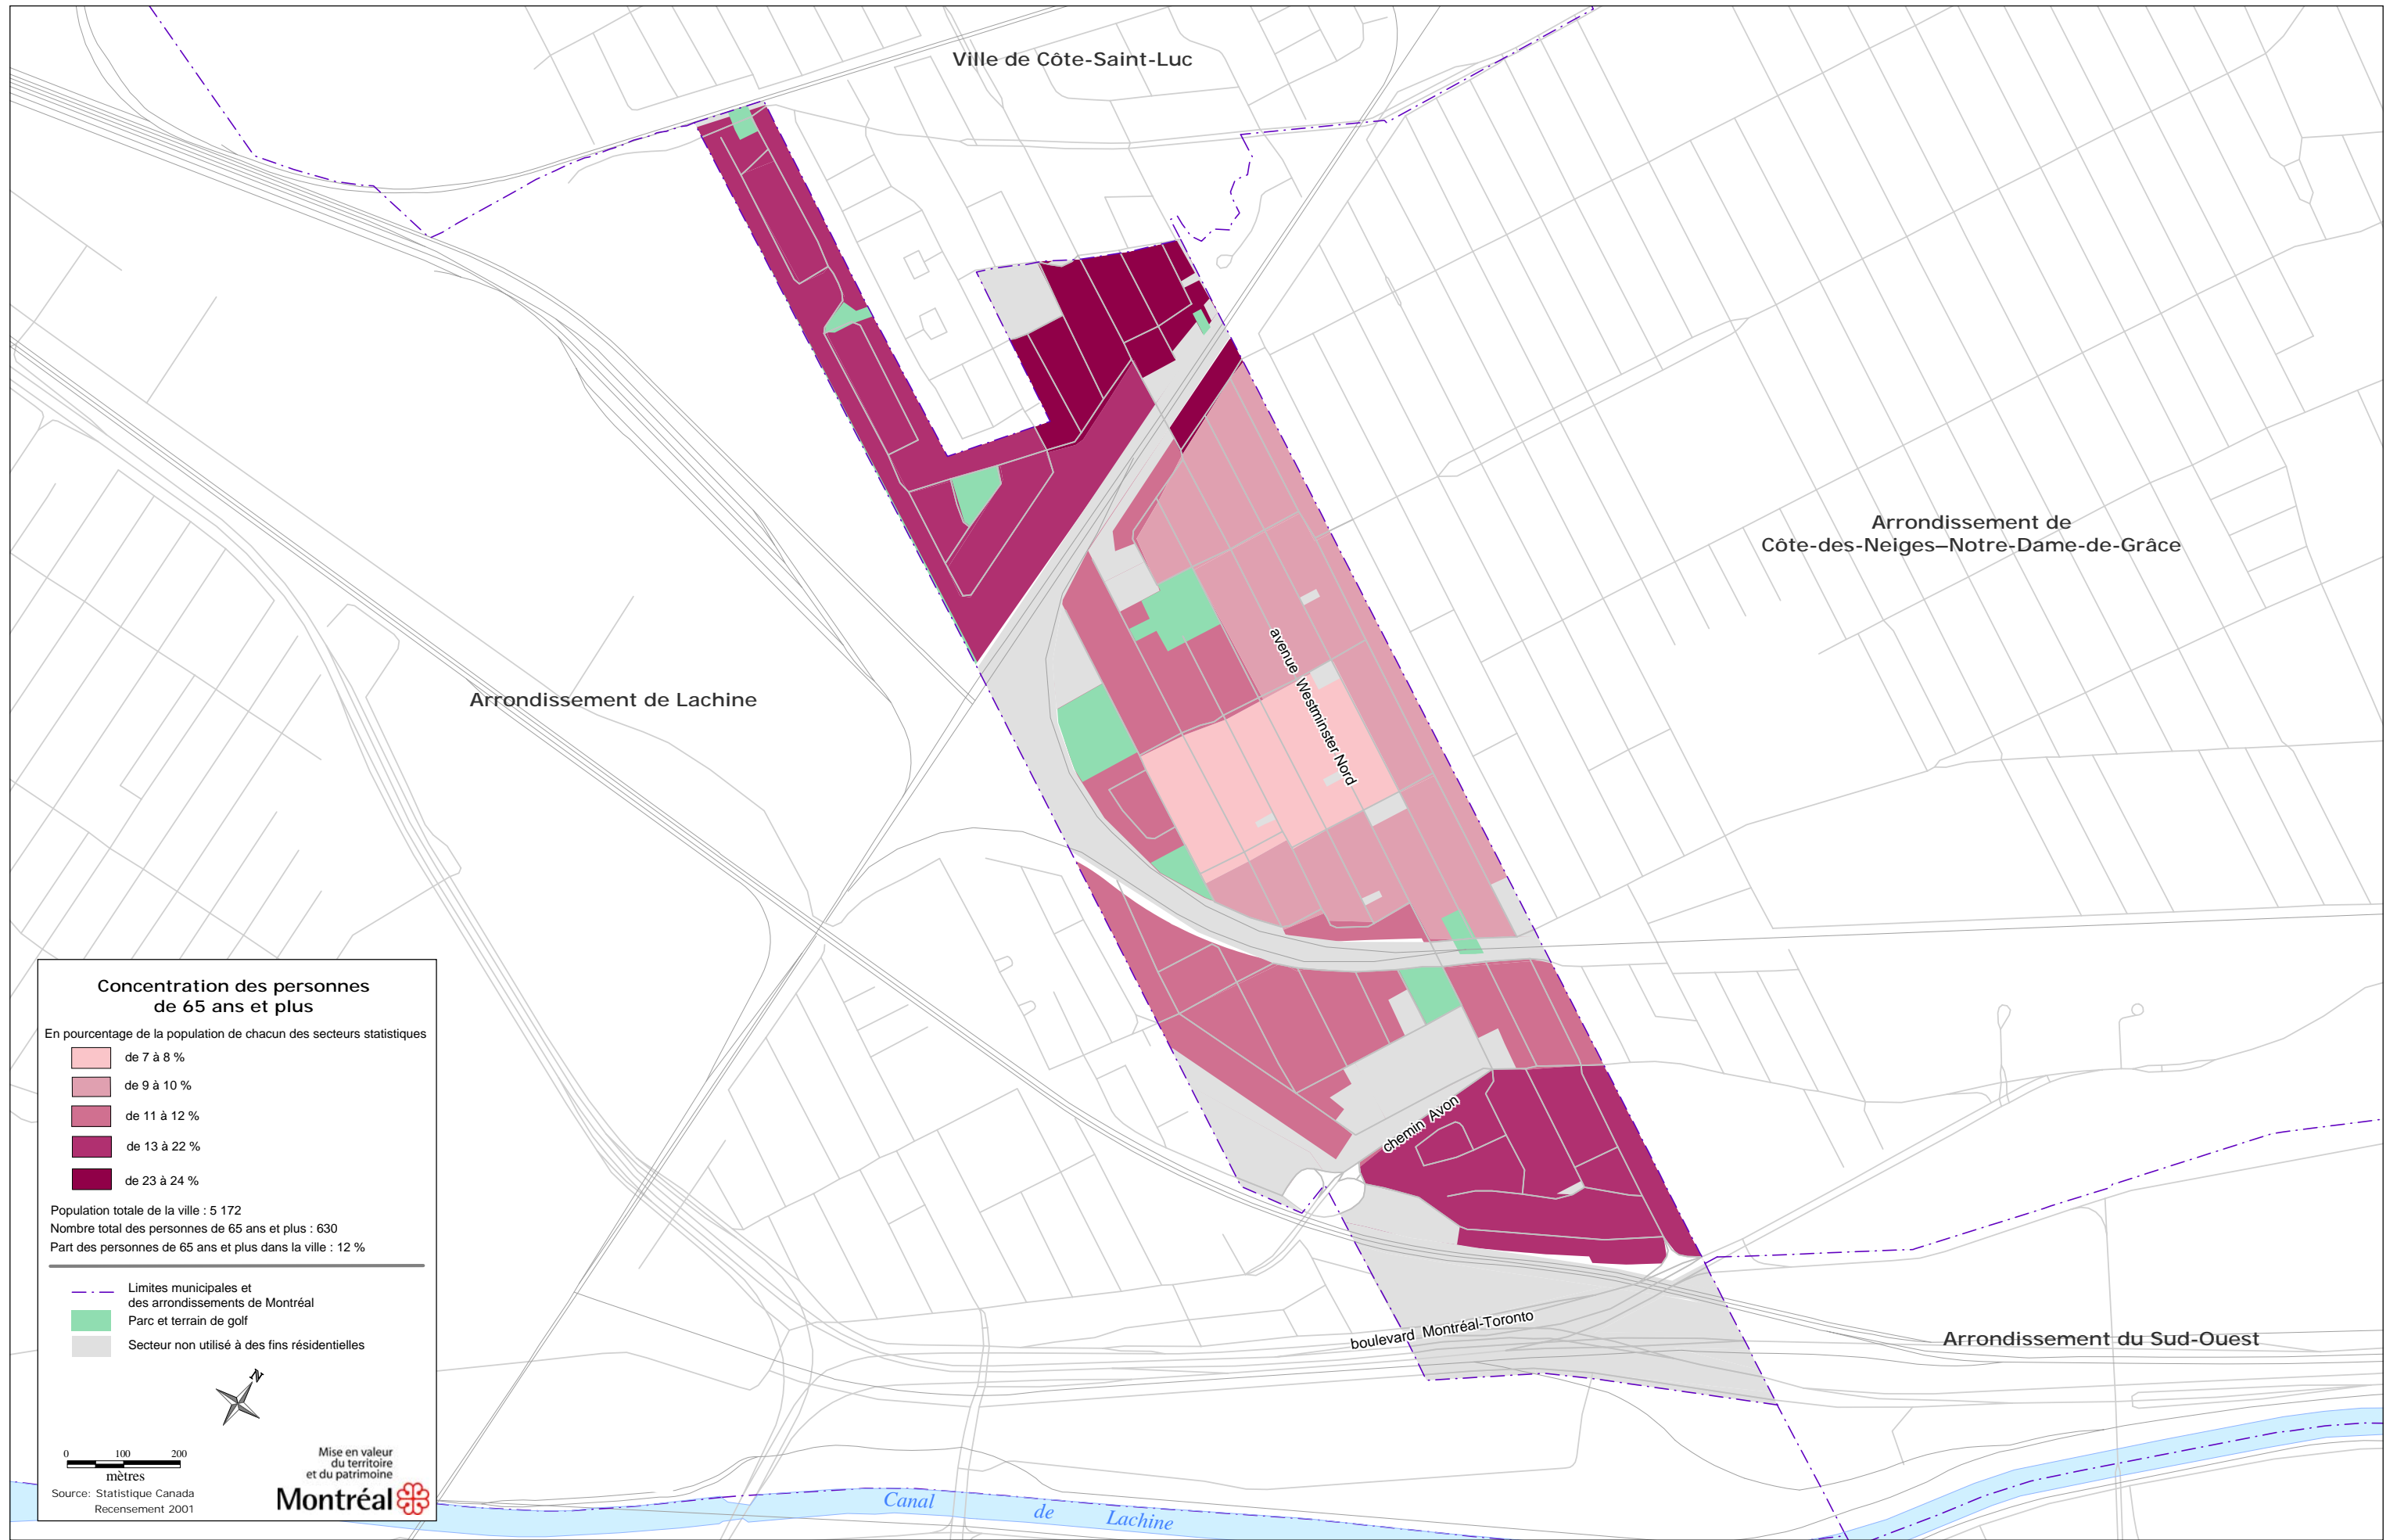 Ville de Côte-Saint-Luc
Arrondissement de
Côte-des-Neiges–Notre-Dame-de-Grâce
Arrondissement de Lachine
avenue Westminster Nord
chemin Avon
boulevard Montréal-Toronto
Arrondissement du Sud-Ouest
Canal de Lachine
Concentration des personnes
de 65 ans et plus
En pourcentage de la population de chacun des secteurs statistiques
de 7 à 8 %
de 9 à 10 %
de 11 à 12 %
de 13 à 22 %
de 23 à 24 %
Population totale de la ville : 5 172
Nombre total des personnes de 65 ans et plus : 630
Part des personnes de 65 ans et plus dans la ville : 12 %
Limites municipales et
des arrondissements de Montréal
Parc et terrain de golf
Secteur non utilisé à des fins résidentielles
N
0 100 200
mètres
Source: Statistique Canada
Recensement 2001
Mise en valeur
du territoire
et du patrimoine
Montréal